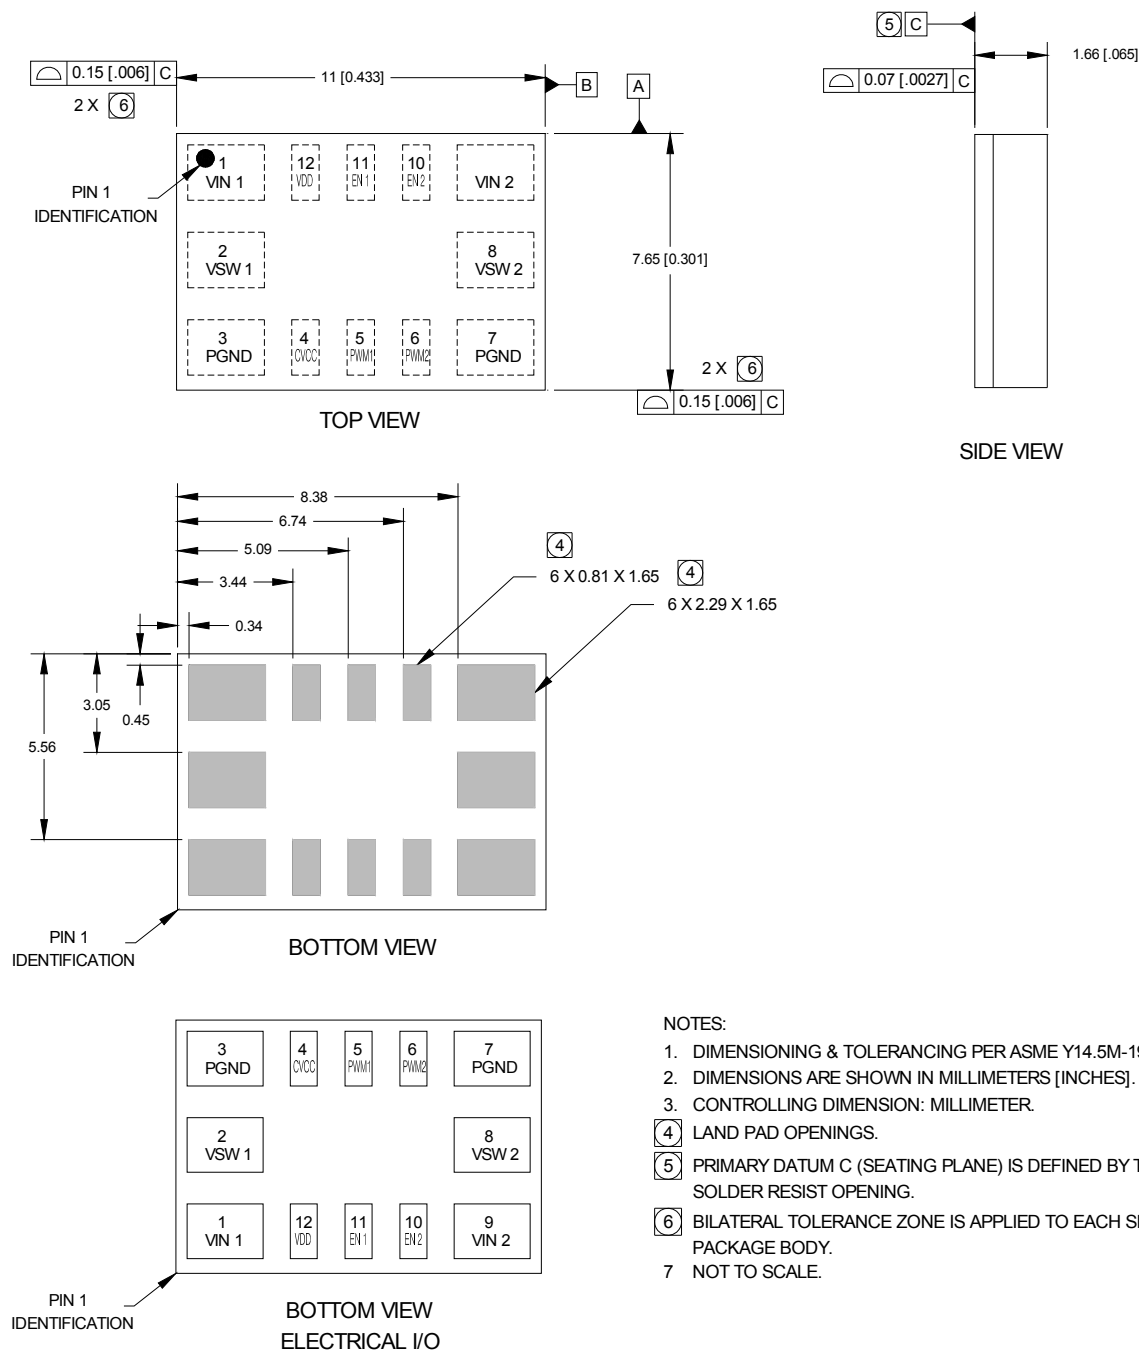 5 C
1.66 [.065]
0.15 [.006] C
11 [0.433]
B
A
0.07 [.0027] C
2 X 6
PIN 1
IDENTIFICATION
1
VIN 1
12
VDD
11
EN 1
10
EN 2
VIN 2
2
VSW 1
8
VSW 2
7.65 [0.301]
3
PGND
4
CVCC
5
PWM1
6
PWM2
7
PGND
2 X 6
0.15 [.006] C
TOP VIEW
SIDE VIEW
8.38
6.74
5.09
3.44
0.34
4
6 X 0.81 X 1.65
4
6 X 2.29 X 1.65
3.05
0.45
5.56
PIN 1
IDENTIFICATION
BOTTOM VIEW
3
PGND
4
CVCC
5
PWM1
6
PWM2
7
PGND
2
VSW 1
8
VSW 2
1
VIN 1
12
VDD
11
EN 1
10
EN 2
9
VIN 2
PIN 1
IDENTIFICATION
BOTTOM VIEW
ELECTRICAL I/O
NOTES:
1. DIMENSIONING & TOLERANCING PER ASME
2. DIMENSIONS ARE SHOWN IN MILLIMETERS [INCHES].
3. CONTROLLING DIMENSION: MILLIMETER.
4 LAND PAD OPENINGS.
5 PRIMARY DATUM C (SEATING PLANE) IS DEFINED BY
SOLDER RESIST OPENING.
6 BILATERAL TOLERANCE ZONE IS APPLIED TO EACH
PACKAGE BODY.
7 NOT TO SCALE.